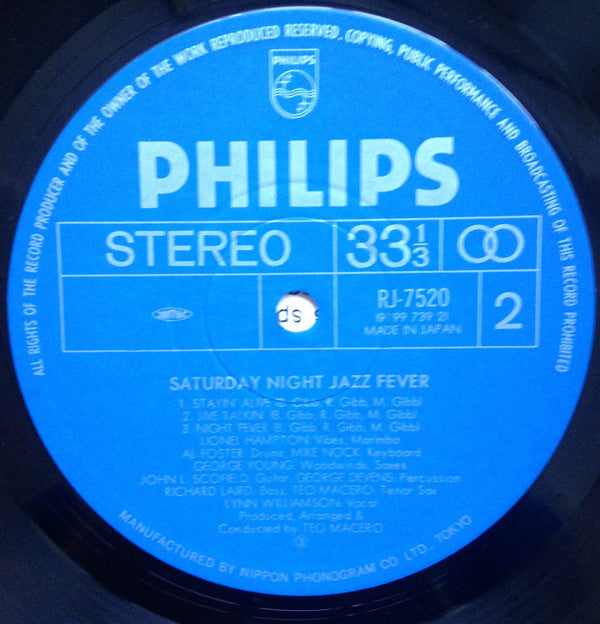 ALL RIGHTS OF THE RECORD PRODUCER AND OF THE OWNER OF THE WORK REPRODUCED RESERVED, COPYING, PUBLIC PERFORMANCE AND BROADCASTING OF THIS RECORD PROHIBITED
PHILIPS
PHILIPS
STEREO
33 1/3
RJ-7520
MADE IN JAPAN
2
ds
SATURDAY NIGHT JAZZ FEVER
1. STAYIN' ALIVE (B. Gibb, R. Gibb, M. Gibb)
2. JIVE TALKIN' (B. Gibb, R. Gibb, M. Gibb)
3. NIGHT FEVER (B. Gibb, R. Gibb, M. Gibb)
LIONEL HAMPTON: Vibes, Marimba
AL FOSTER: Drums, MIKE NOCK: Keyboard
GEORGE YOUNG: Woodwinds, Saxes
JOHN L. SCOFIELD: Guitar, GEORGE DEVENS: Percussion
RICHARD LAIRD: Bass, TEO MACERO: Tenor Sax
LYNN WILLIAMSON: Vocal
Produced, Arranged &
Conducted by TEO MACERO
MANUFACTURED BY NIPPON PHONOGRAM CO. LTD., TOKYO